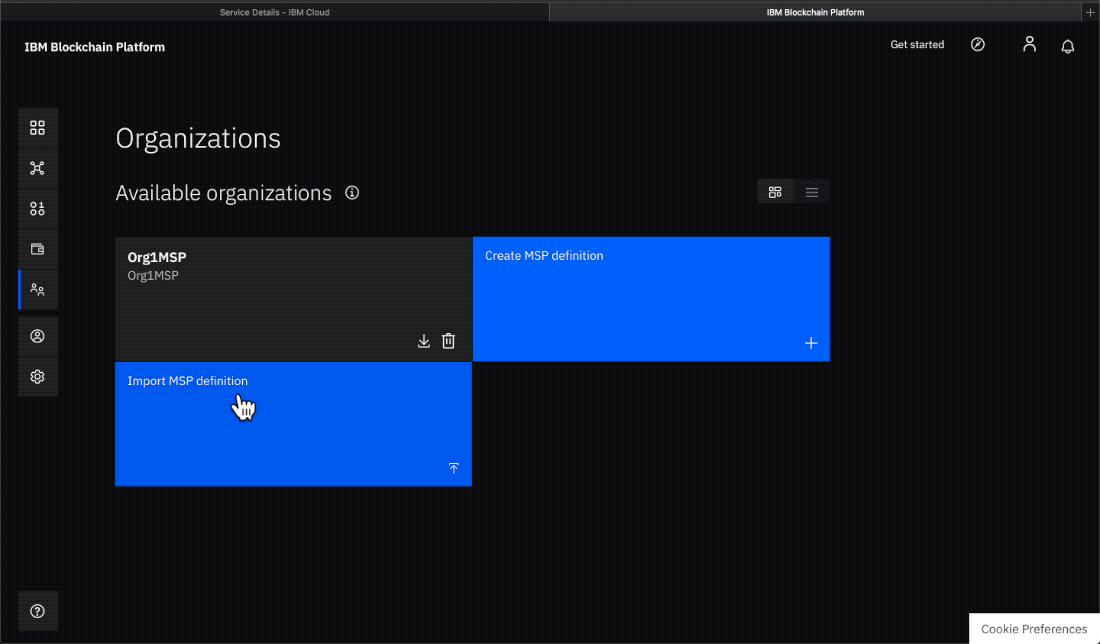 Service Details - IBM Cloud
IBM Blockchain Platform
IBM Blockchain Platform
Get started
Organizations
Available organizations
Org1MSP
Org1MSP
Create MSP definition
Import MSP definition
Cookie Preferences